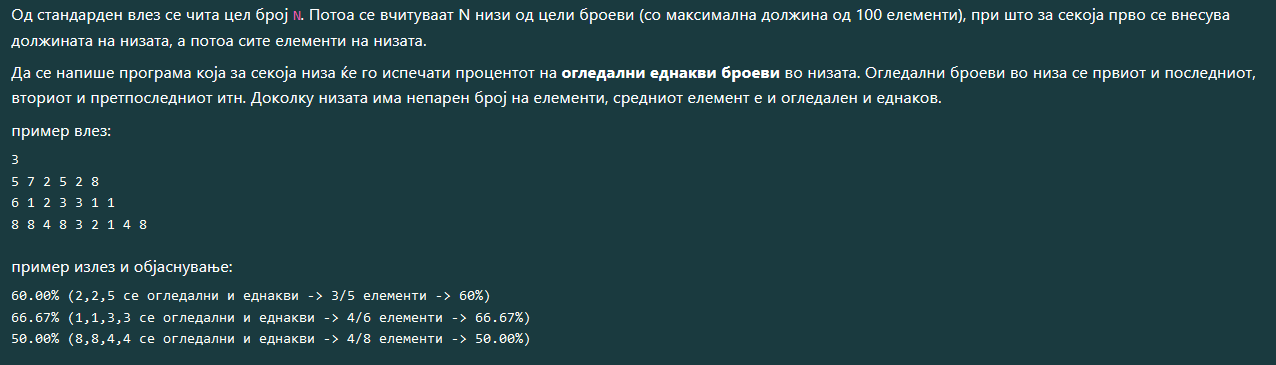 Од стандарден влез се чита цел број N. Потоа се вчитуваат N низи од цели броеви (со максимална должина од 100 елементи), при што за секоја прво се внесува
должината на низата, а потоа сите елементи на низата.
Да се напише програма која за секоја низа ќе го испечати процентот на огледални еднакви броеви во низата. Огледални броеви во низа се првиот и последниот,
вториот и претпоследниот итн. Доколку низата има непарен број на елементи, средниот елемент е и огледален и еднаков.
пример влез:
3
5 7 2 5 2 8
6 1 2 3 3 1 1
8 8 4 8 3 2 1 4 8
пример излез и објаснување:
60.00% (2,2,5 се огледални и еднакви -> 3/5 елементи -> 60%)
66.67% (1,1,3,3 се огледални и еднакви -> 4/6 елементи -> 66.67%)
50.00% (8,8,4,4 се огледални и еднакви -> 4/8 елементи -> 50.00%)